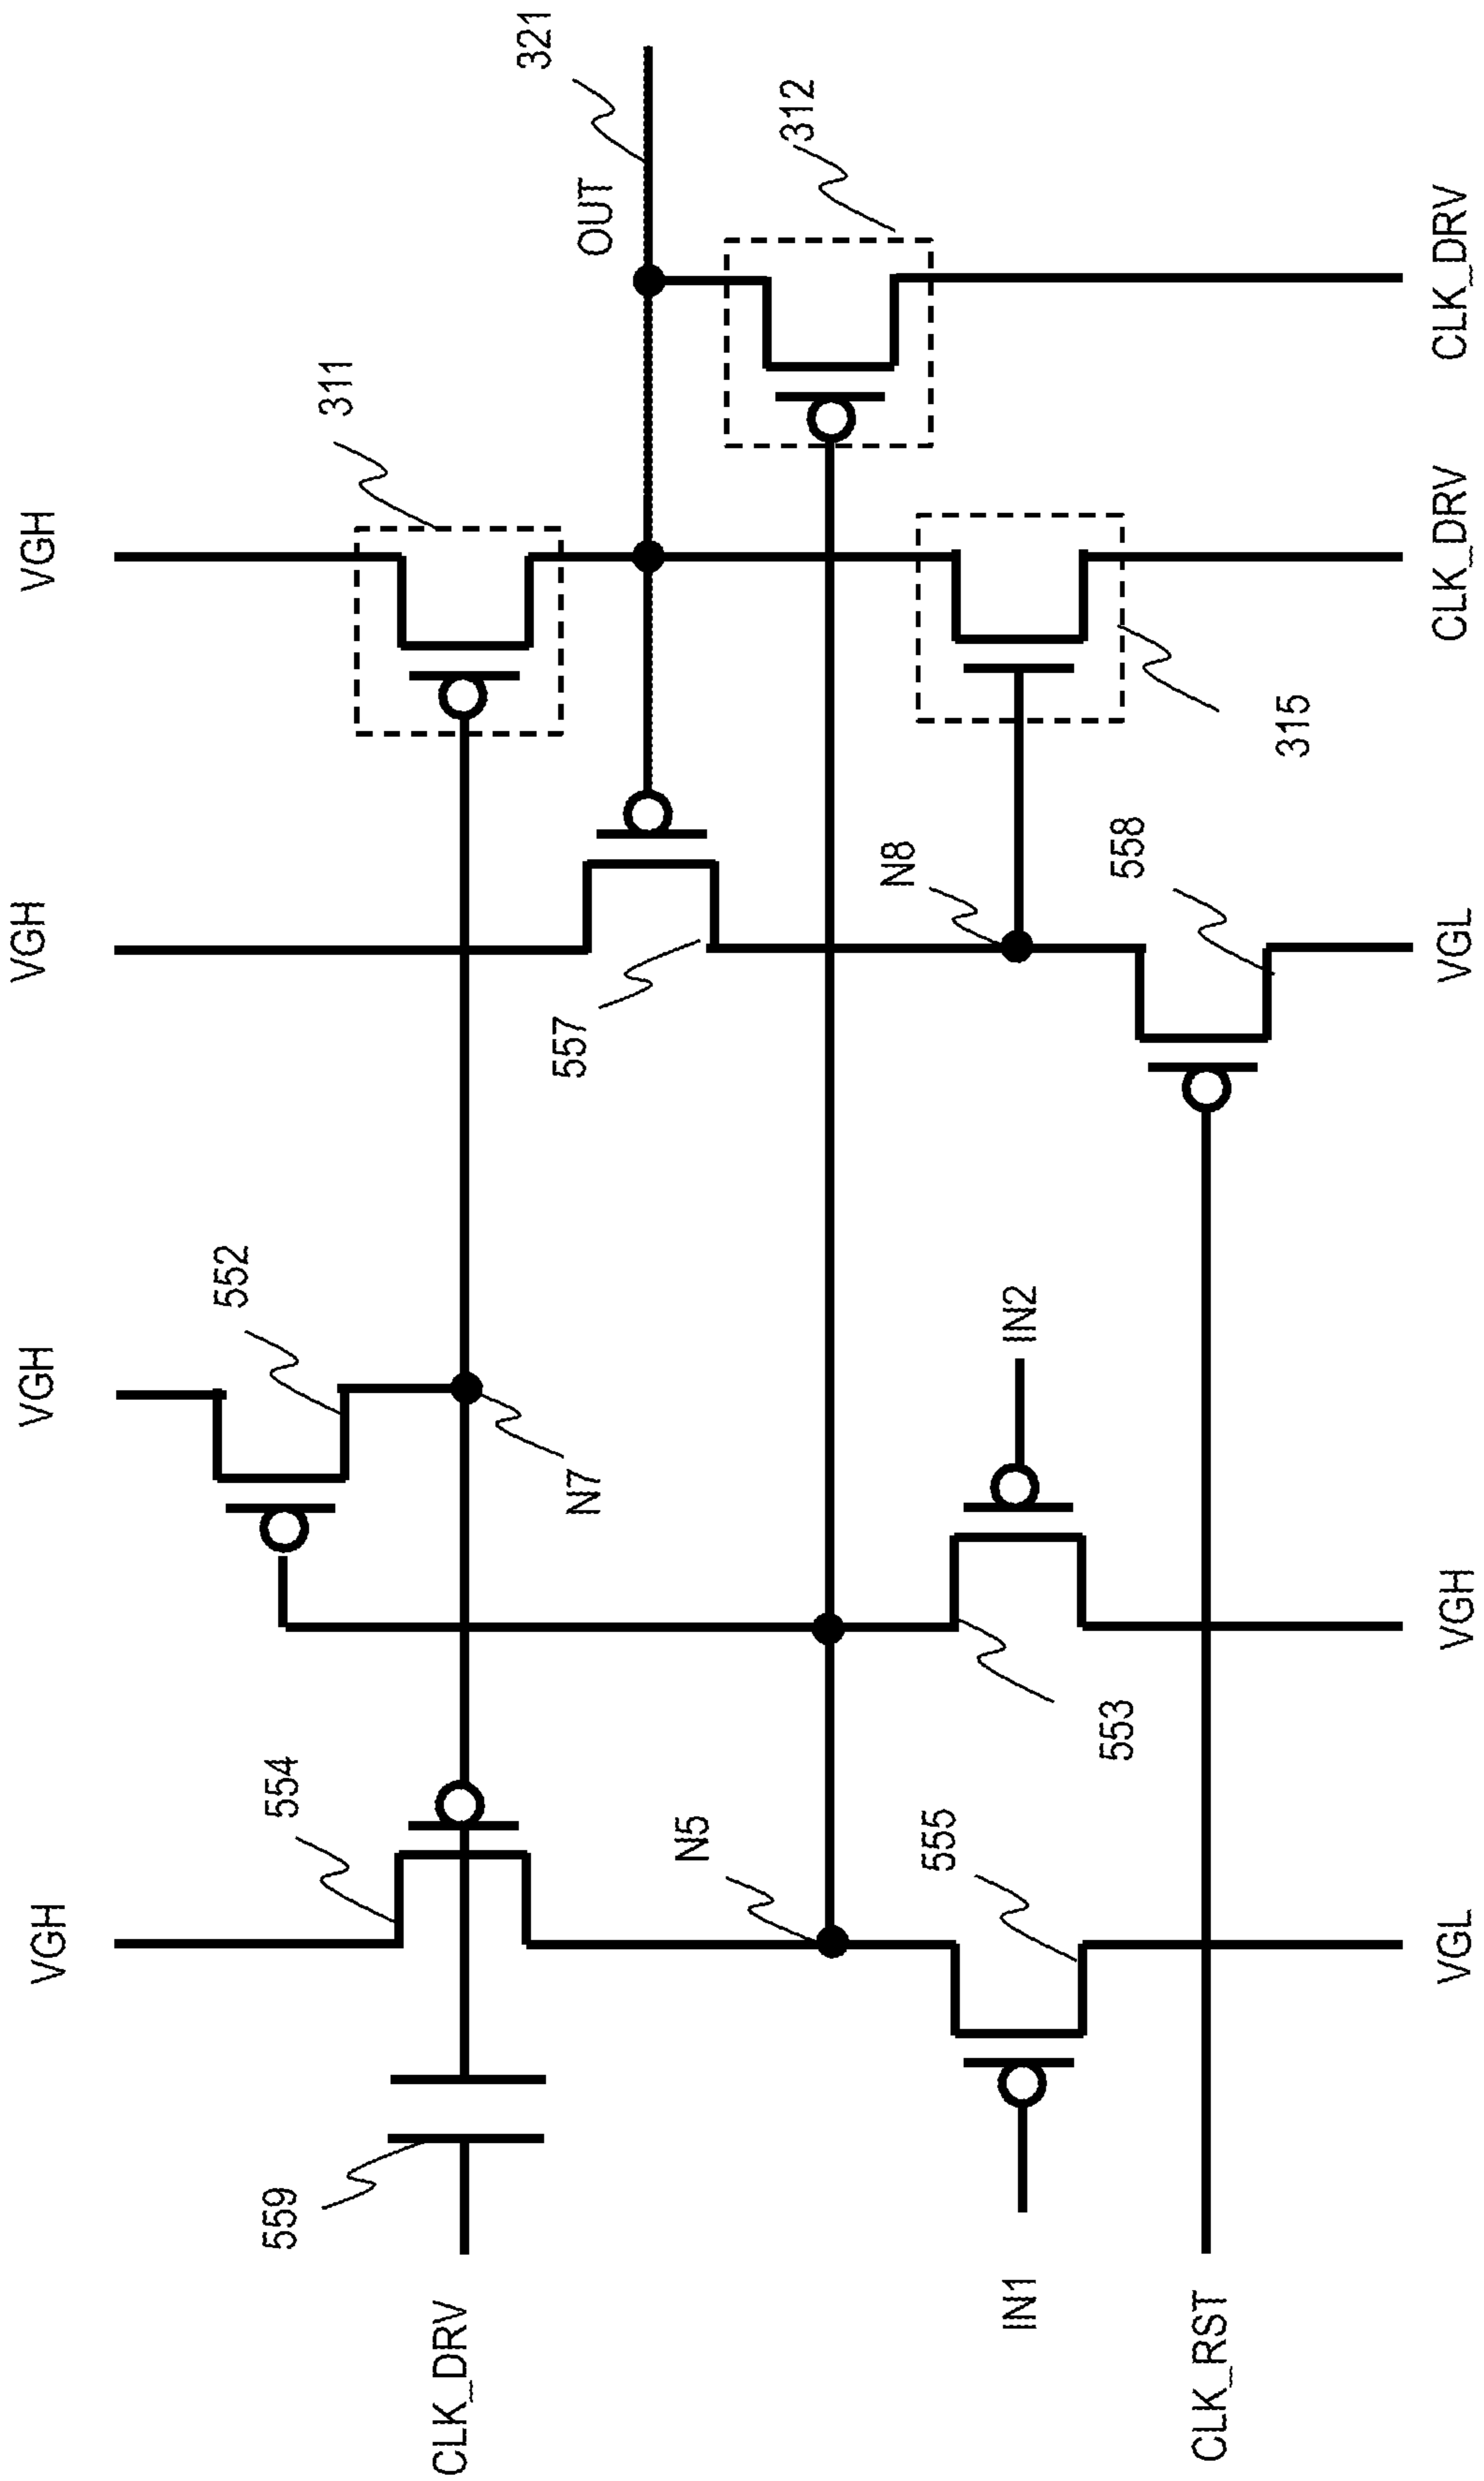 VGH
VGH
VGH
VGH
554
552
311
321
559
CLK_DRV
N7
557
OUT
312
N5
N8
555
553
IN1
IN2
558
315
CLK_RST
VGL
VGH
VGL
CLK_DRV
CLK_DRV